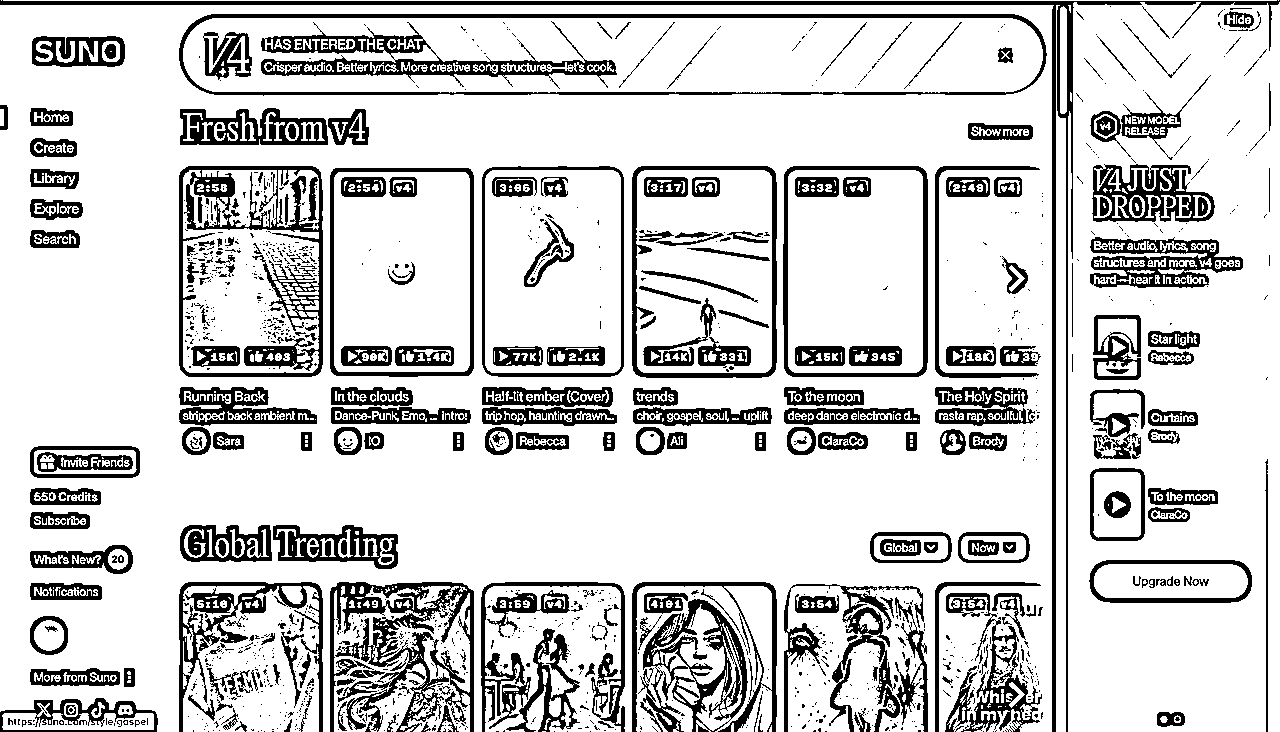 SUNO
Home
Create
Library
Explore
Search
Invite Friends
550 Credits
Subscribe
What's New? 20
Notifications
More from Suno
https://suno.com/style/gospel
V4
HAS ENTERED THE CHAT
Crisper audio. Better lyrics. More creative song structures—let's cook.
Fresh from v4
Show more
2:58
15K 403
Running Back
stripped back ambient m...
Sara
2:54 v4
90K 1.4K
In the clouds
Dance-Punk, Emo, ... intro:
IO
3:06 v4
77K 2.1K
Half-lit ember (Cover)
trip hop, haunting drawn...
Rebecca
3:17 v4
14K 331
trends
choir, gospel, soul, ... uplift
Ali
3:32 v4
15K 345
To the moon
deep dance electronic d...
ClaraCo
2:49 v4
18K 39
The Holy Spirit
rasta rap, soulful,
Brody
Global Trending
Global
Now
5:10 v4
1:49 v4
3:59 v4
4:01
3:54
3:54 v4
in my hea
Hide
v4
NEW MODEL
RELEASE
V4 JUST
DROPPED
Better audio, lyrics, song
structures and more. v4 goes
hard—hear it in action.
Starlight
Rebecca
Curtains
Brody
To the moon
ClaraCo
Upgrade Now